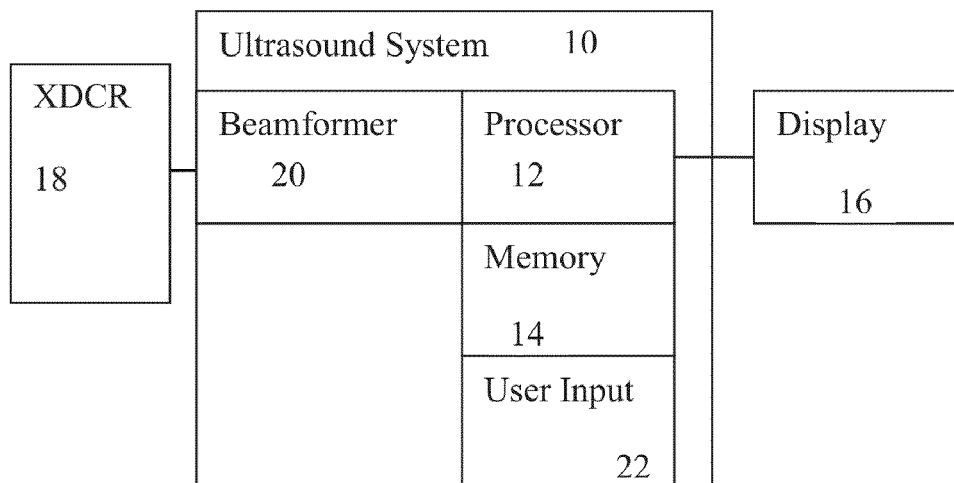 Ultrasound System 10
XDCR
18
Beamformer
20
Processor
12
Display
16
Memory
14
User Input
22